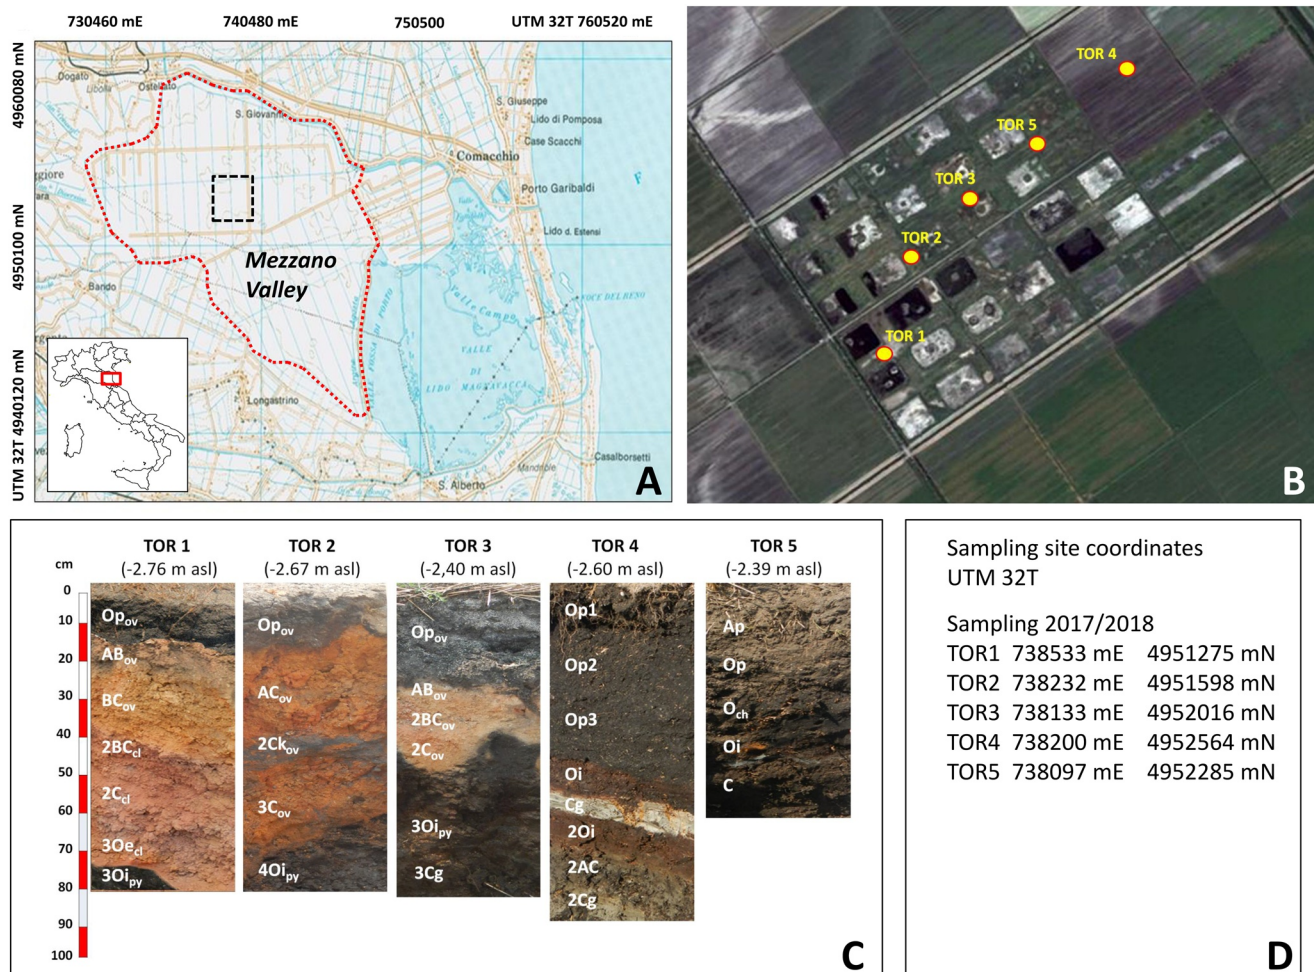 730460 mE 740480 mE 750500 UTM 32T 760520 mE
4960080 mN
4950100 mN
UTM 32T 4940120 mN
Dogato
Libolla
Ostellato
S. Giovanni
S. Giuseppe
Lido di Pomposa
Case Scacchi
Comacchio
Porto Garibaldi
Lido d. Estensi
Mezzano
Valley
Bando
Longastrino
Valle Campo
VALLE
DI
LIDO MAGNAVACCA
FOCE DEL RENO
S. Alberto
Mandriole
Casalborsetti
A
TOR 4
TOR 5
TOR 3
TOR 2
TOR 1
B
TOR 1 TOR 2 TOR 3 TOR 4 TOR 5
cm (-2.76 m asl) (-2.67 m asl) (-2,40 m asl) (-2.60 m asl) (-2.39 m asl)
0
10
20
30
40
50
60
70
80
90
100
Opov
ABov
BCov
2BCcl
2Ccl
3Oecl
3Oipy
Opov
ACov
2Ckov
3Cov
4Oipy
Opov
ABov
2BCov
2Cov
3Oipy
3Cg
Op1
Op2
Op3
Oi
Cg
2Oi
2AC
2Cg
Ap
Op
Och
Oi
C
C
Sampling site coordinates
UTM 32T
Sampling 2017/2018
TOR1 738533 mE 4951275 mN
TOR2 738232 mE 4951598 mN
TOR3 738133 mE 4952016 mN
TOR4 738200 mE 4952564 mN
TOR5 738097 mE 4952285 mN
D